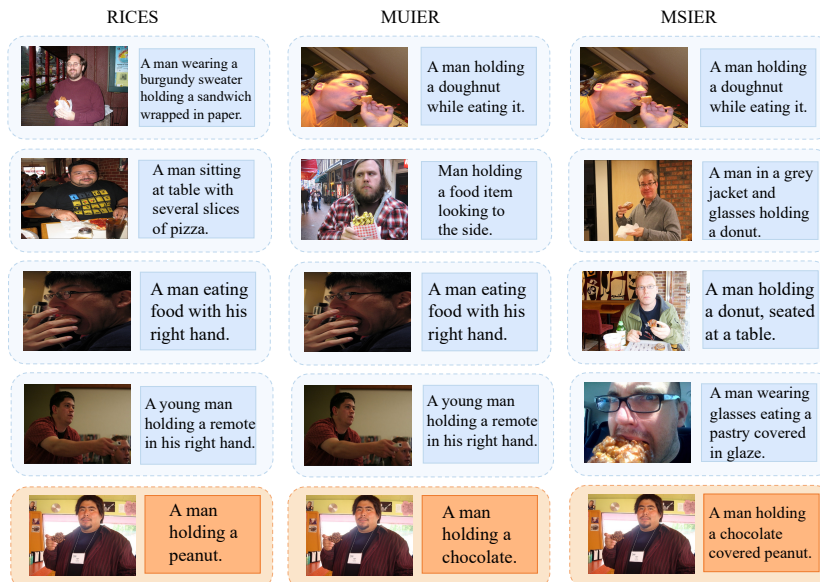 RICES
MUIER
MSIER
A man wearing a
burgundy sweater
holding a sandwich
wrapped in paper.
A man holding
a doughnut
while eating it.
A man holding
a doughnut
while eating it.
A man sitting
at table with
several slices
of pizza.
Man holding
a food item
looking to
the side.
A man in a grey
jacket and
glasses holding
a donut.
A man eating
food with his
right hand.
A man eating
food with his
right hand.
A man holding
a donut, seated
at a table.
A young man
holding a remote
in his right hand.
A young man
holding a remote
in his right hand.
A man wearing
glasses eating a
pastry covered
in glaze.
A man
holding a
peanut.
A man
holding a
chocolate.
A man holding
a chocolate
covered peanut.